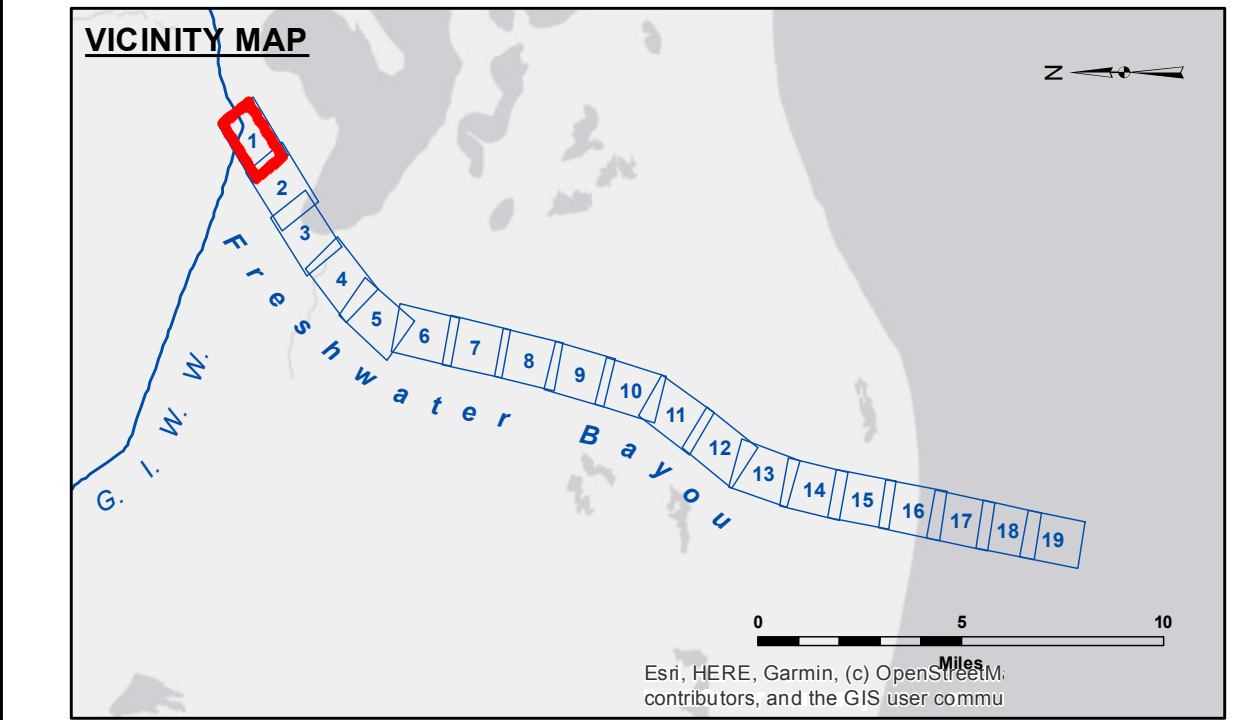 VICINITY MAP
N
1
2
3
4
5
6
7
8
9
10
11
12
13
14
15
16
17
18
19
Freshwater Bayou
G. I. W. W.
0 5 10
Miles
Esri, HERE, Garmin, (c) OpenStreetM
contributors, and the GIS user commu